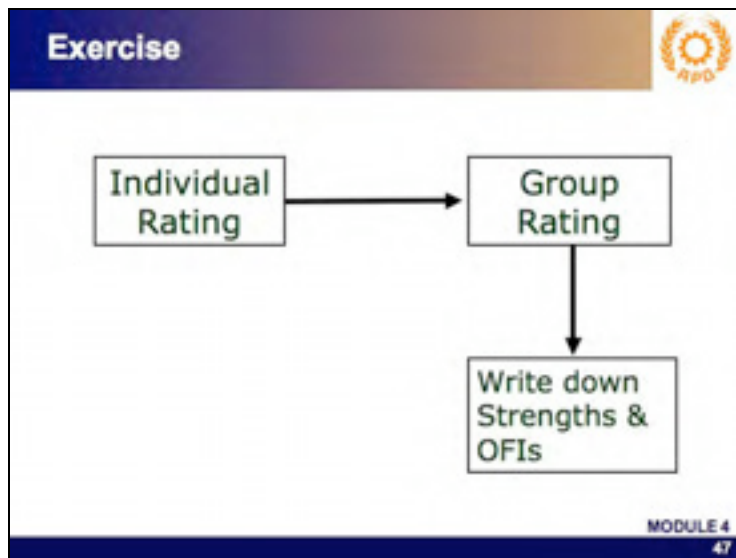 Exercise
APO
Individual
Rating
Group
Rating
Write down
Strengths &
OFIs
MODULE 4
47